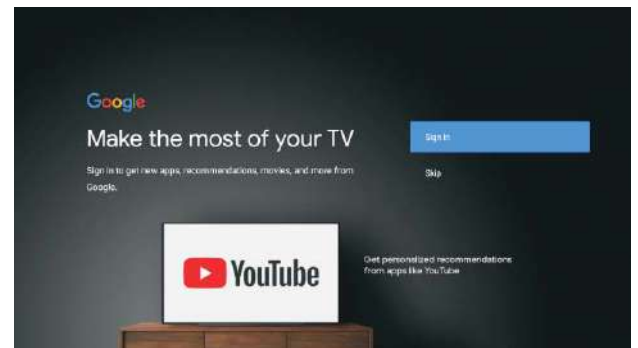 Google
Make the most of your TV
Sign in to get new apps, recommendations, movies, and more from
Google.
Sign In
Skip
YouTube
Get personalized recommendations
from apps like YouTube